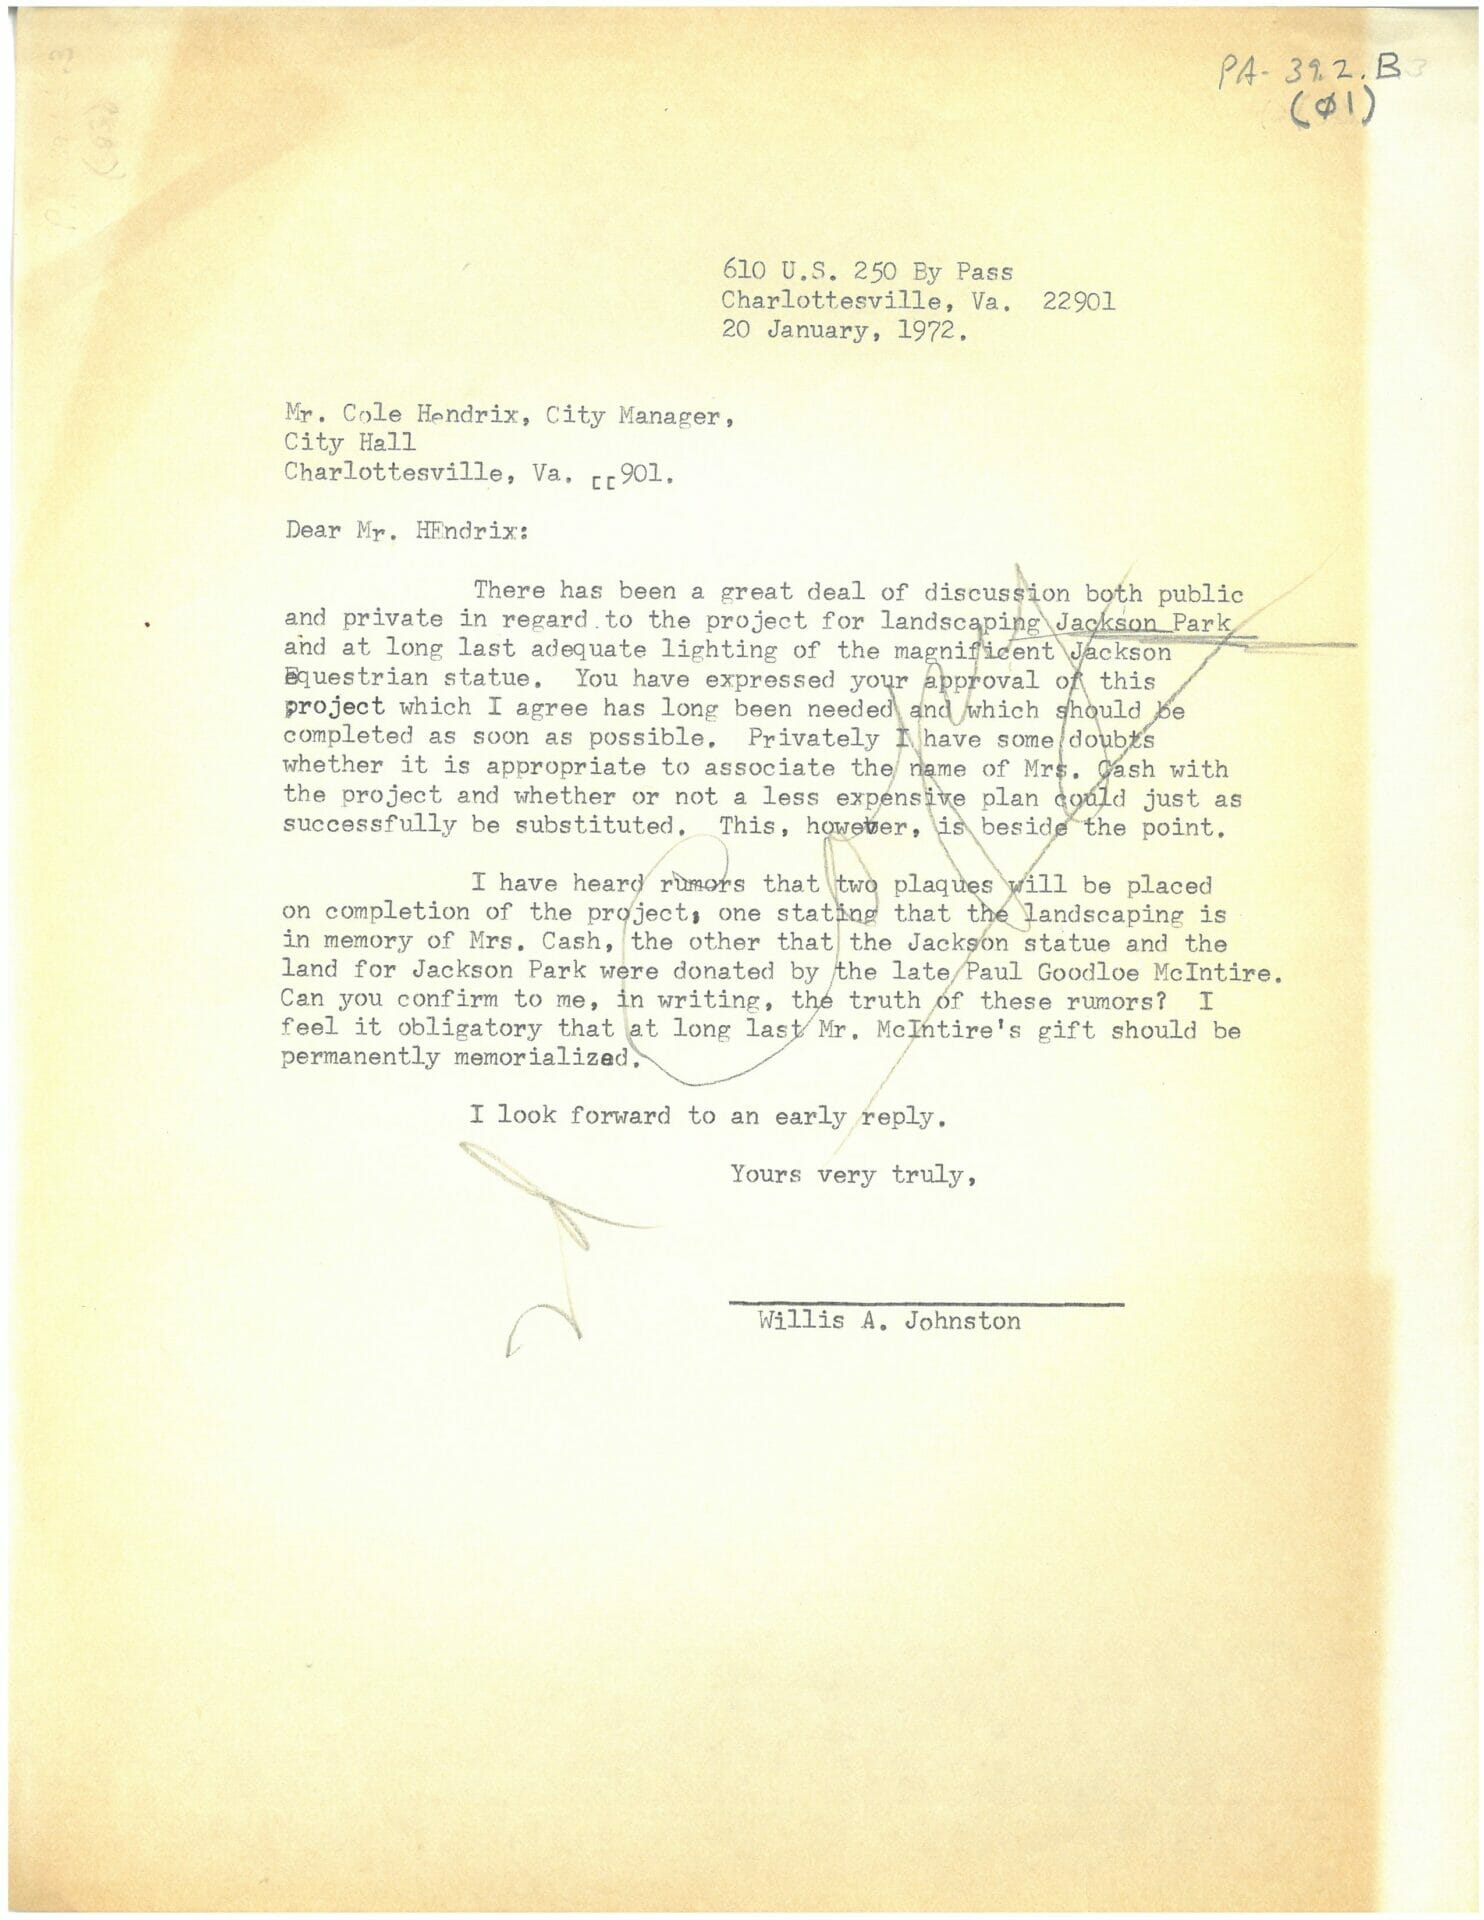 PA-39.2.B
(Ø1)
610 U.S. 250 By Pass
Charlottesville, Va.  22901
20 January, 1972.
Mr. Cole Hendrix, City Manager,
City Hall
Charlottesville, Va. [[901.
Dear Mr. HEndrix:
There has been a great deal of discussion both public
and private in regard to the project for landscaping Jackson Park
and at long last adequate lighting of the magnificent Jackson
Equestrian statue.  You have expressed your approval of this
project which I agree has long been needed and which should be
completed as soon as possible.  Privately I have some doubts
whether it is appropriate to associate the name of Mrs. Cash with
the project and whether or not a less expensive plan could just as
successfully be substituted.  This, however, is beside the point.
I have heard rumors that two plaques will be placed
on completion of the project, one stating that the landscaping is
in memory of Mrs. Cash, the other that the Jackson statue and the
land for Jackson Park were donated by the late Paul Goodloe McIntire.
Can you confirm to me, in writing, the truth of these rumors?  I
feel it obligatory that at long last Mr. McIntire's gift should be
permanently memorialized.
I look forward to an early reply.
Yours very truly,
Willis A. Johnston